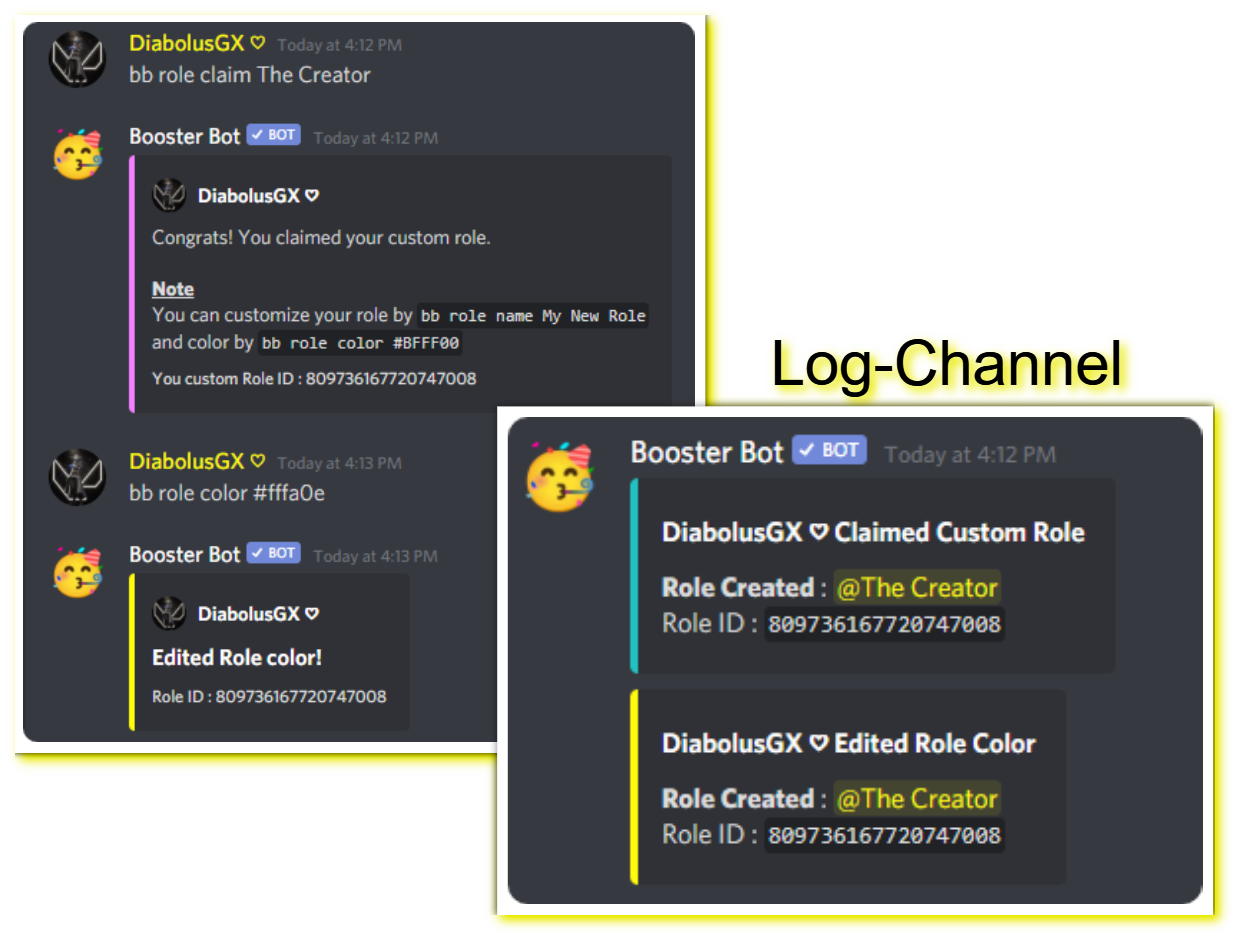 DiabolusGX ♡ Today at 4:12 PM
bb role claim The Creator
Booster Bot ✓ BOT Today at 4:12 PM
DiabolusGX ♡
Congrats! You claimed your custom role.
Note
You can customize your role by bb role name My New Role
and color by bb role color #BFFF00
You custom Role ID : 809736167720747008
DiabolusGX ♡ Today at 4:13 PM
bb role color #fffa0e
Booster Bot ✓ BOT Today at 4:13 PM
DiabolusGX ♡
Edited Role color!
Role ID : 809736167720747008
Log-Channel
Booster Bot ✓ BOT Today at 4:12 PM
DiabolusGX ♡ Claimed Custom Role
Role Created : @The Creator
Role ID : 809736167720747008
DiabolusGX ♡ Edited Role Color
Role Created : @The Creator
Role ID : 809736167720747008